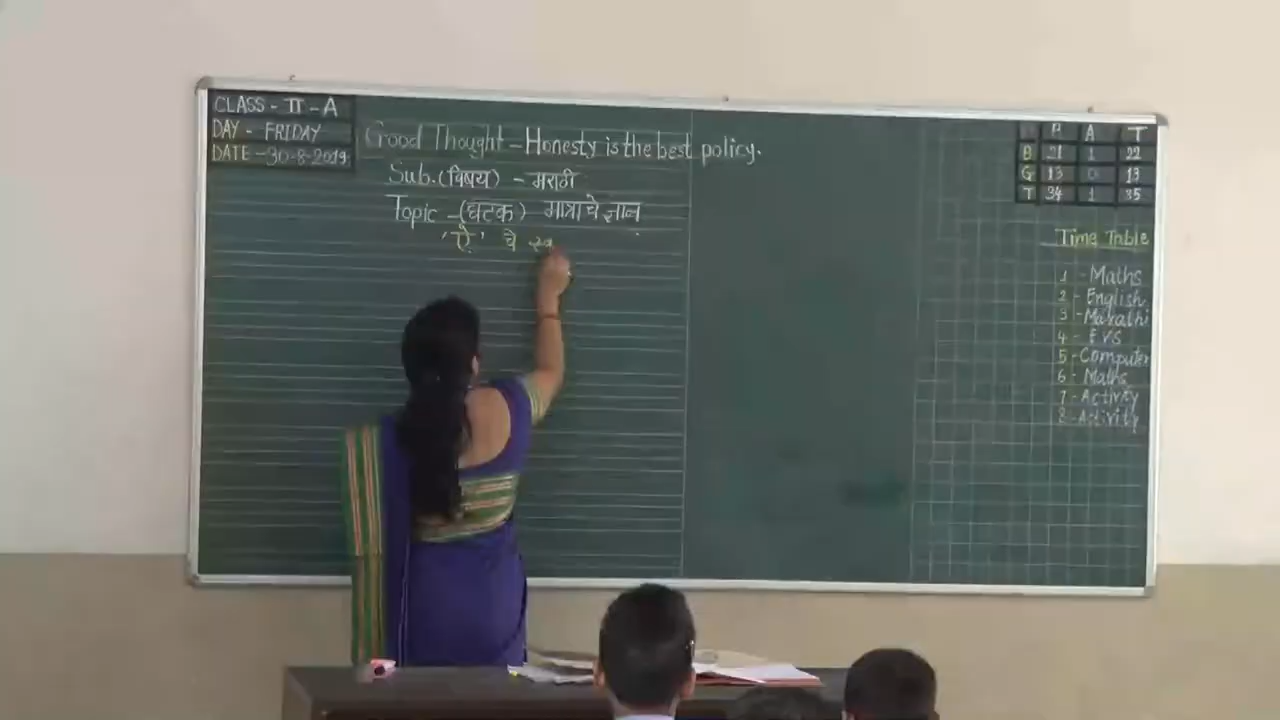 CLASS - II - A
DAY - FRIDAY
DATE - 30-8-2019
Good Thought - Honesty is the best policy.
Sub. (विषय) - मराठी
Topic - (घटक) मात्राचे ज्ञान
'ऐ' चे
P A T
B 21 1 22
G 13 0 13
T 34 1 35
Time Table
1 - Maths
2 - English
3 - Marathi
4 - EVS
5 - Computer
6 - Maths
7 - Activity
8 - Activity